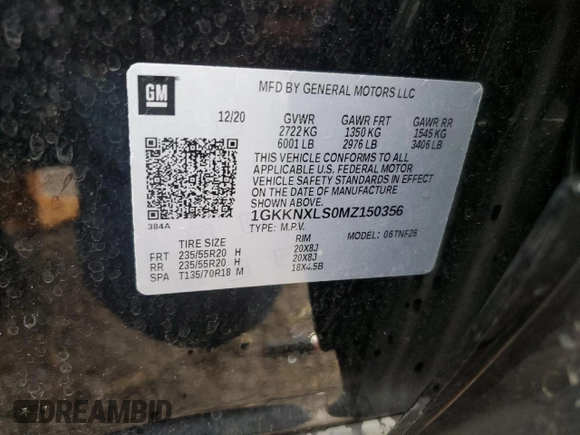 GM
MFD BY GENERAL MOTORS LLC
12/20 GVWR GAWR FRT GAWR RR
2722 KG 1350 KG 1545 KG
6001 LB 2976 LB 3406 LB
THIS VEHICLE CONFORMS TO ALL
APPLICABLE U.S. FEDERAL MOTOR
VEHICLE SAFETY STANDARDS IN EFFECT
ON THE DATE OF MANUFACTURE
SHOWN ABOVE.
384A
1GKKNXLS0MZ150356
TYPE: M.P.V. MODEL: 06TNF26
TIRE SIZE RIM
FRT 235/55R20 H 20X8J
RR 235/55R20 H 20X8J
SPA T135/70R18 M 18X4.5B
DREAMBID